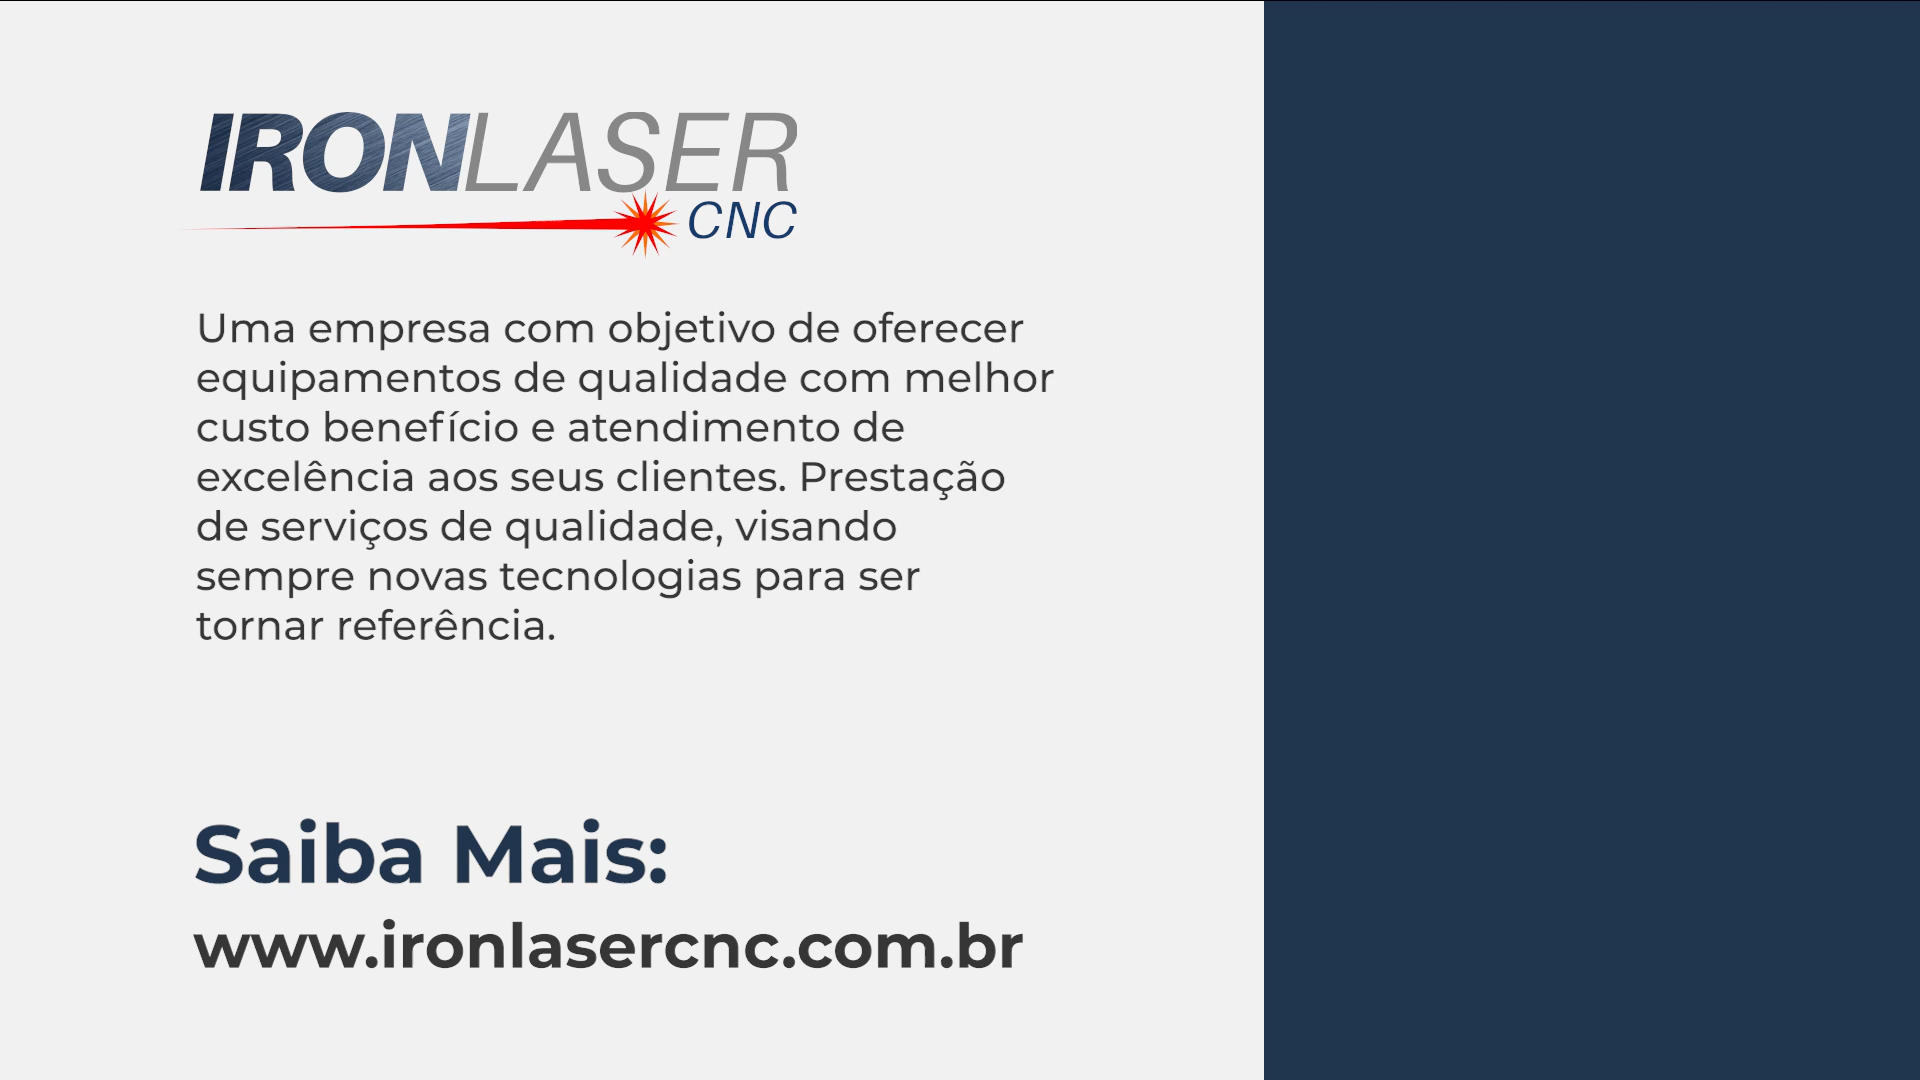 IRONLASER
CNC
Uma empresa com objetivo de oferecer
equipamentos de qualidade com melhor
custo benefício e atendimento de
excelência aos seus clientes. Prestação
de serviços de qualidade, visando
sempre novas tecnologias para ser
tornar referência.
Saiba Mais:
www.ironlasercnc.com.br